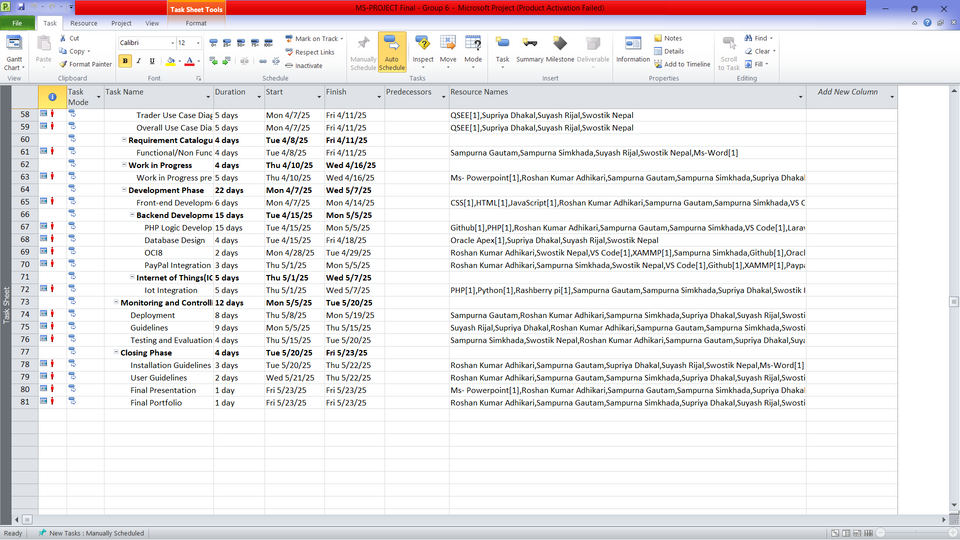 Task Sheet Tools
MS-PROJECT Final - Group 6 - Microsoft Project (Product Activation Failed)
File Task Resource Project View Format
Gantt Chart
View
Paste
Cut
Copy
Format Painter
Clipboard
Calibri 12
B I U A
Font
Mark on Track
Respect Links
Inactivate
Schedule
Manually Schedule
Auto Schedule
Inspect
Move
Mode
Tasks
Task
Summary
Milestone
Deliverable
Insert
Information
Notes
Details
Add to Timeline
Properties
Scroll to Task
Find
Clear
Fill
Editing
Task Mode Task Name Duration Start Finish Predecessors Resource Names Add New Column
58 Trader Use Case Dia 5 days Mon 4/7/25 Fri 4/11/25 QSEE[1],Supriya Dhakal,Suyash Rijal,Swostik Nepal
59 Overall Use Case Dia 5 days Mon 4/7/25 Fri 4/11/25 QSEE[1],Supriya Dhakal,Suyash Rijal,Swostik Nepal
60 Requirement Catalogu 4 days Tue 4/8/25 Fri 4/11/25
61 Functional/Non Func 4 days Tue 4/8/25 Fri 4/11/25 Sampurna Gautam,Sampurna Simkhada,Suyash Rijal,Swostik Nepal,Ms-Word[1]
62 Work in Progress 4 days Thu 4/10/25 Wed 4/16/25
63 Work in Progress pre 5 days Thu 4/10/25 Wed 4/16/25 Ms- Powerpoint[1],Roshan Kumar Adhikari,Sampurna Gautam,Sampurna Simkhada,Supriya Dhakal
64 Development Phase 22 days Mon 4/7/25 Wed 5/7/25
65 Front-end Developm 6 days Mon 4/7/25 Mon 4/14/25 CSS[1],HTML[1],JavaScript[1],Roshan Kumar Adhikari,Sampurna Gautam,Sampurna Simkhada,VS C
66 Backend Developme 15 days Tue 4/15/25 Mon 5/5/25
67 PHP Logic Develop 15 days Tue 4/15/25 Mon 5/5/25 Github[1],PHP[1],Roshan Kumar Adhikari,Sampurna Gautam,Sampurna Simkhada,VS Code[1],Lara
68 Database Design 4 days Tue 4/15/25 Fri 4/18/25 Oracle Apex[1],Supriya Dhakal,Suyash Rijal,Swostik Nepal
69 OCI8 2 days Mon 4/28/25 Tue 4/29/25 Roshan Kumar Adhikari,Swostik Nepal,VS Code[1],XAMMP[1],Sampurna Simkhada,Github[1],Orac
70 PayPal Integration 3 days Thu 5/1/25 Mon 5/5/25 Roshan Kumar Adhikari,Sampurna Simkhada,Swostik Nepal,VS Code[1],Github[1],XAMMP[1],Payp
71 Internet of Things(IO 5 days Thu 5/1/25 Wed 5/7/25
72 Iot Integration 5 days Thu 5/1/25 Wed 5/7/25 PHP[1],Python[1],Rashberry pi[1],Sampurna Gautam,Sampurna Simkhada,Supriya Dhakal,Swosti
73 Monitoring and Controlli 12 days Mon 5/5/25 Tue 5/20/25
74 Deployment 8 days Thu 5/8/25 Mon 5/19/25 Sampurna Gautam,Roshan Kumar Adhikari,Sampurna Simkhada,Supriya Dhakal,Suyash Rijal,Swost
75 Guidelines 9 days Mon 5/5/25 Thu 5/15/25 Suyash Rijal,Supriya Dhakal,Roshan Kumar Adhikari,Sampurna Gautam,Sampurna Simkhada,Swost
76 Testing and Evaluation 4 days Thu 5/15/25 Tue 5/20/25 Sampurna Simkhada,Swostik Nepal,Roshan Kumar Adhikari,Sampurna Gautam,Supriya Dhakal,Suy
77 Closing Phase 4 days Tue 5/20/25 Fri 5/23/25
78 Installation Guidelines 3 days Tue 5/20/25 Thu 5/22/25 Roshan Kumar Adhikari,Sampurna Gautam,Supriya Dhakal,Suyash Rijal,Swostik Nepal,Ms-Word[1]
79 User Guidelines 2 days Wed 5/21/25 Thu 5/22/25 Roshan Kumar Adhikari,Sampurna Gautam,Sampurna Simkhada,Supriya Dhakal,Suyash Rijal,Swosti
80 Final Presentation 1 day Fri 5/23/25 Fri 5/23/25 Ms- Powerpoint[1],Roshan Kumar Adhikari,Sampurna Gautam,Sampurna Simkhada,Supriya Dhakal
81 Final Portfolio 1 day Fri 5/23/25 Fri 5/23/25 Roshan Kumar Adhikari,Sampurna Gautam,Sampurna Simkhada,Supriya Dhakal,Suyash Rijal,Swosti
Task Sheet
Ready New Tasks : Manually Scheduled